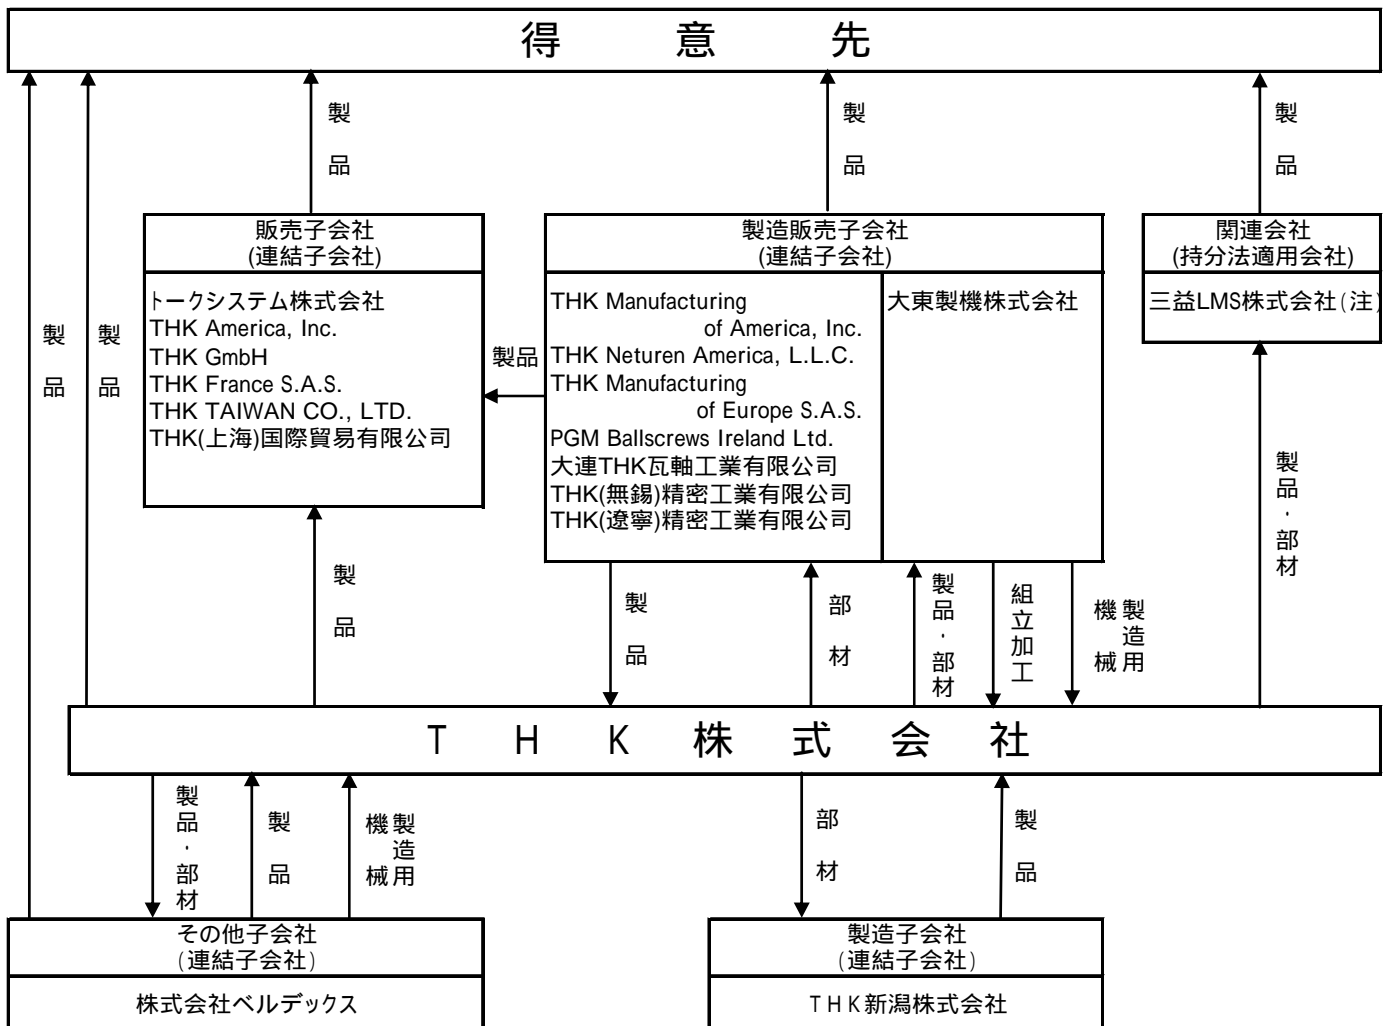 得意先
製品
製品
製品
製品
製品
販売子会社
(連結子会社)
トークシステム株式会社
THK America, Inc.
THK GmbH
THK France S.A.S.
THK TAIWAN CO., LTD.
THK(上海)国際貿易有限公司
製品
製造販売子会社
(連結子会社)
THK Manufacturing
of America, Inc.
THK Neturen America, L.L.C.
THK Manufacturing
of Europe S.A.S.
PGM Ballscrews Ireland Ltd.
大連THK瓦軸工業有限公司
THK(無錫)精密工業有限公司
THK(遼寧)精密工業有限公司
大東製機株式会社
関連会社
(持分法適用会社)
三益LMS株式会社(注)
製品
製品
部材
製品・部材
組立加工
製造用
機械
製品・部材
THK株式会社
製品・部材
製品
製造用
機械
部材
製品
その他子会社
(連結子会社)
株式会社ベルデックス
製造子会社
(連結子会社)
THK新潟株式会社